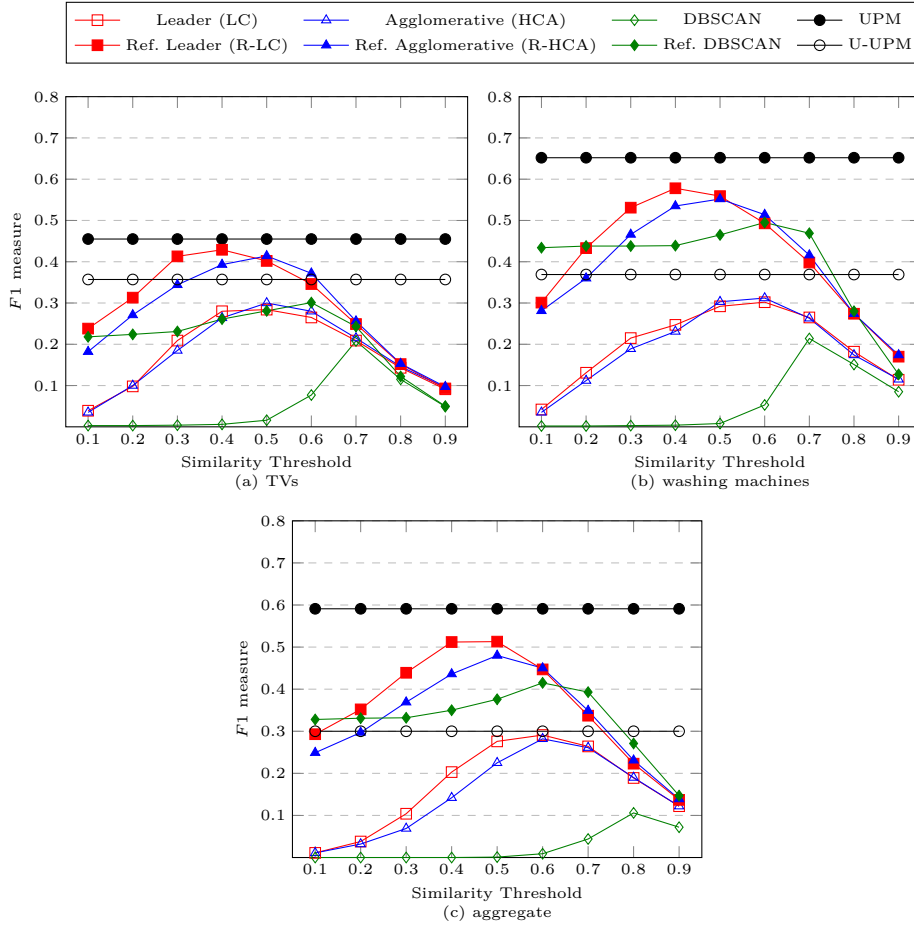 Leader (LC) Agglomerative (HCA) DBSCAN UPM
Ref. Leader (R-LC) Ref. Agglomerative (R-HCA) Ref. DBSCAN U-UPM
0.8
0.7
0.6
0.5
0.4
0.3
0.2
0.1
F1 measure
0.1 0.2 0.3 0.4 0.5 0.6 0.7 0.8 0.9
Similarity Threshold
(a) TVs
0.8
0.7
0.6
0.5
0.4
0.3
0.2
0.1
0.1 0.2 0.3 0.4 0.5 0.6 0.7 0.8 0.9
Similarity Threshold
(b) washing machines
0.8
0.7
0.6
0.5
0.4
0.3
0.2
0.1
F1 measure
0.1 0.2 0.3 0.4 0.5 0.6 0.7 0.8 0.9
Similarity Threshold
(c) aggregate